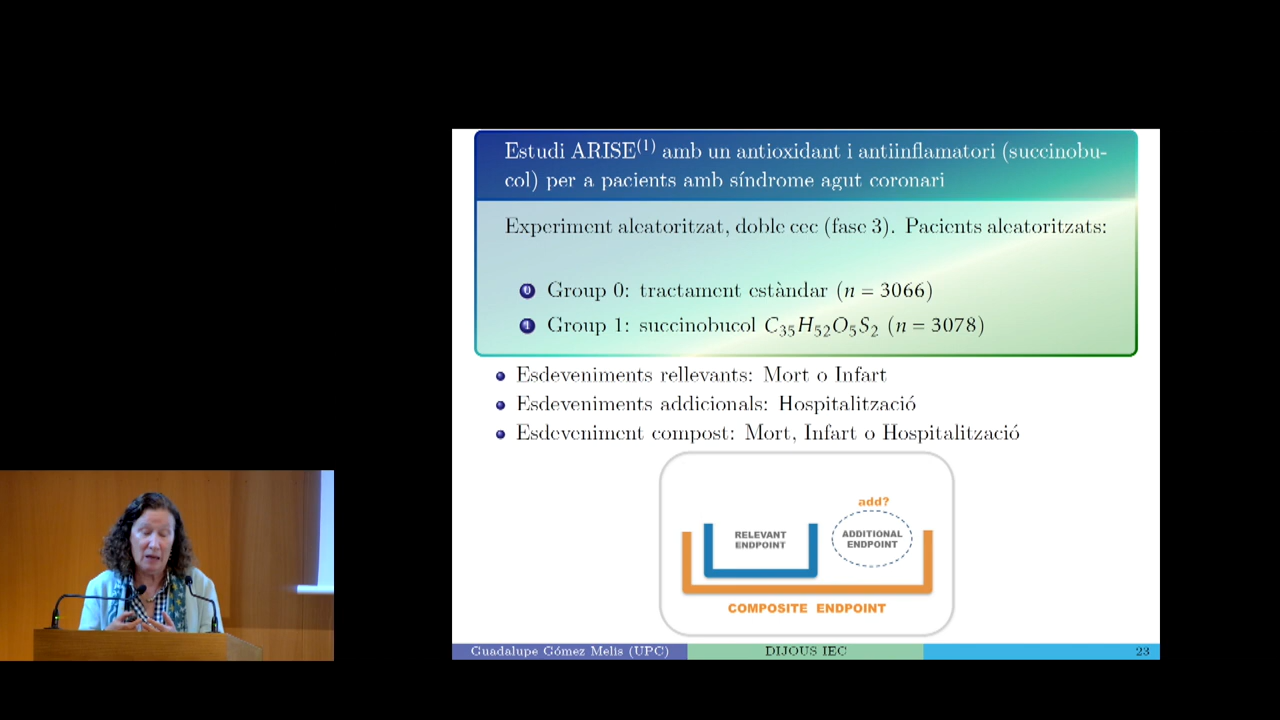 Estudi ARISE(1) amb un antioxidant i antiinflamatori (succinobu-
col) per a pacients amb síndrome agut coronari
Experiment aleatoritzat, doble cec (fase 3). Pacients aleatoritzats:
0 Group 0: tractament estàndar (n = 3066)
1 Group 1: succinobucol C35H52O5S2 (n = 3078)
Esdeveniments rellevants: Mort o Infart
Esdeveniments addicionals: Hospitalització
Esdeveniment compost: Mort, Infart o Hospitalització
add?
RELEVANT
ENDPOINT
ADDITIONAL
ENDPOINT
COMPOSITE ENDPOINT
Guadalupe Gómez Melis (UPC) DIJOUS IEC 23